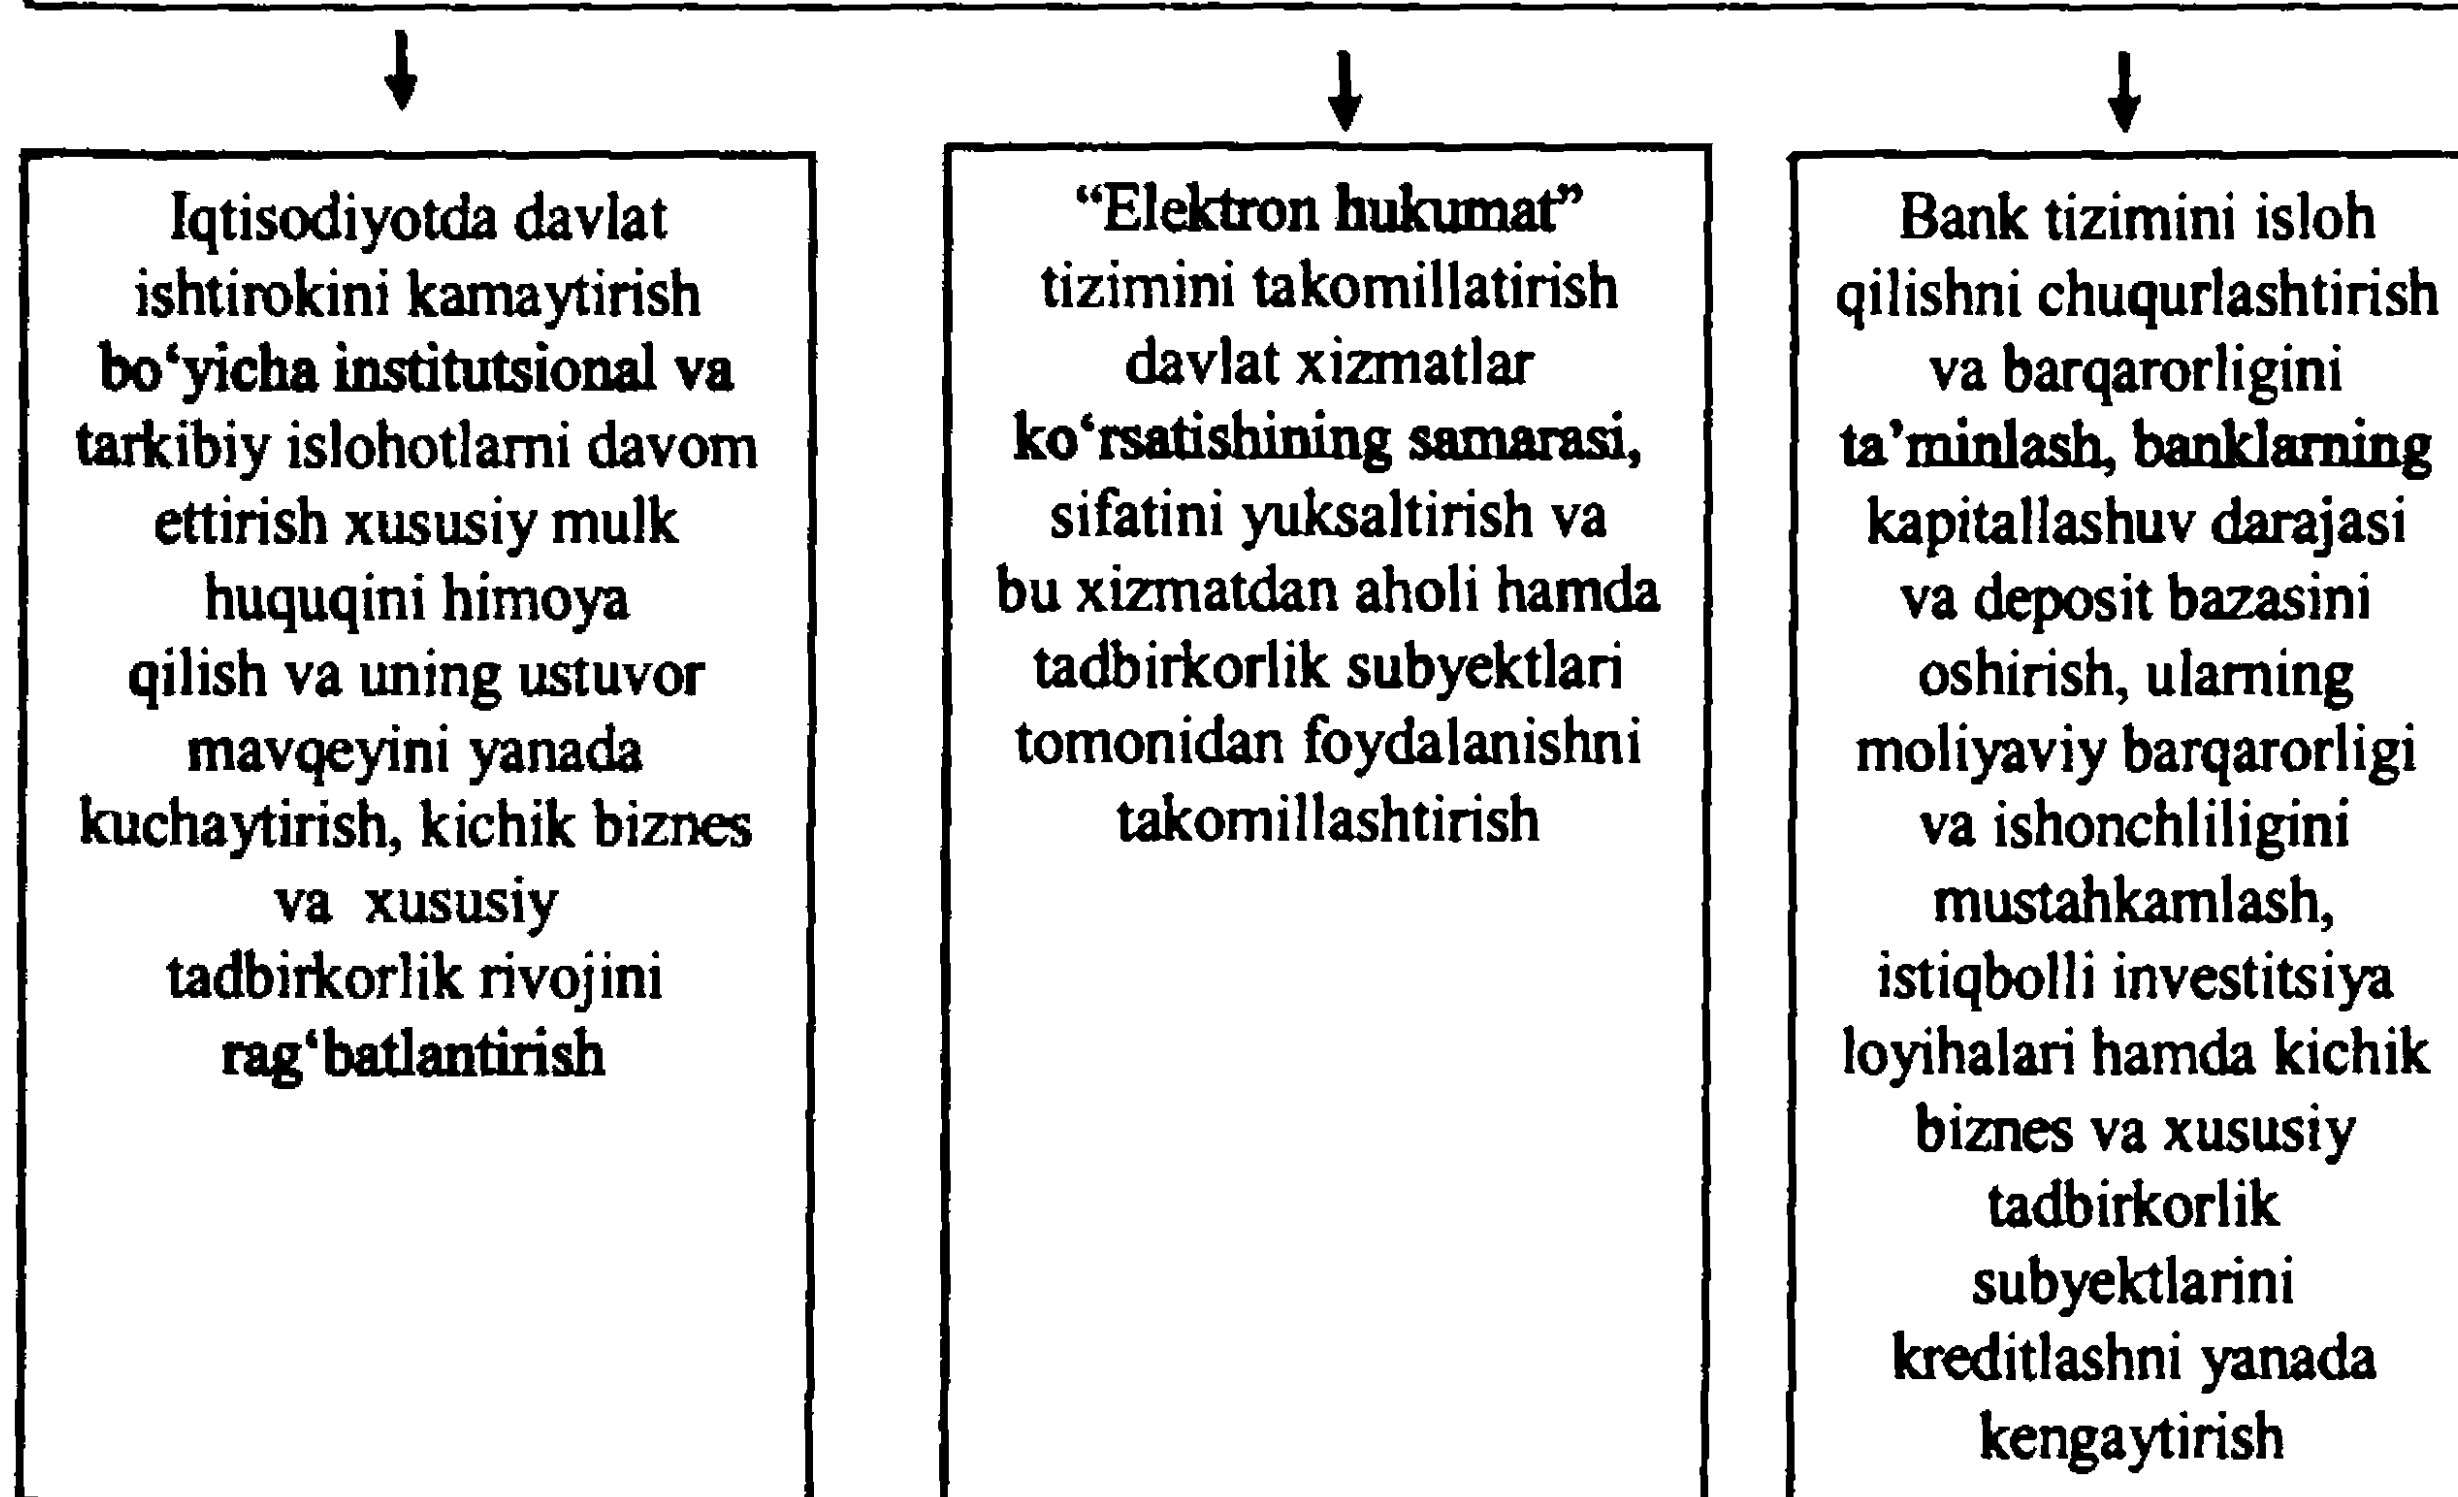 Iqtisodiyotda davlat
ishtirokini kamaytirish
bo‘yicha institutsional va
tarkibiy islohotlarni davom
ettirish xususiy mulk
huquqini himoya
qilish va uning ustuvor
mavqeyini yanada
kuchaytirish, kichik biznes
va xususiy
tadbirkorlik rivojini
rag‘batlantirish
“Elektron hukumat”
tizimini takomillatirish
davlat xizmatlar
ko‘rsatishining samarasi,
sifatini yuksaltirish va
bu xizmatdan aholi hamda
tadbirkorlik subyektlari
tomonidan foydalanishni
takomillashtirish
Bank tizimini isloh
qilishni chuqurlashtirish
va barqarorligini
ta’minlash, banklarning
kapitallashuv darajasi
va deposit bazasini
oshirish, ularning
moliyaviy barqarorligi
va ishonchliligini
mustahkamlash,
istiqbolli investitsiya
loyihalari hamda kichik
biznes va xususiy
tadbirkorlik
subyektlarini
kreditlashni yanada
kengaytirish